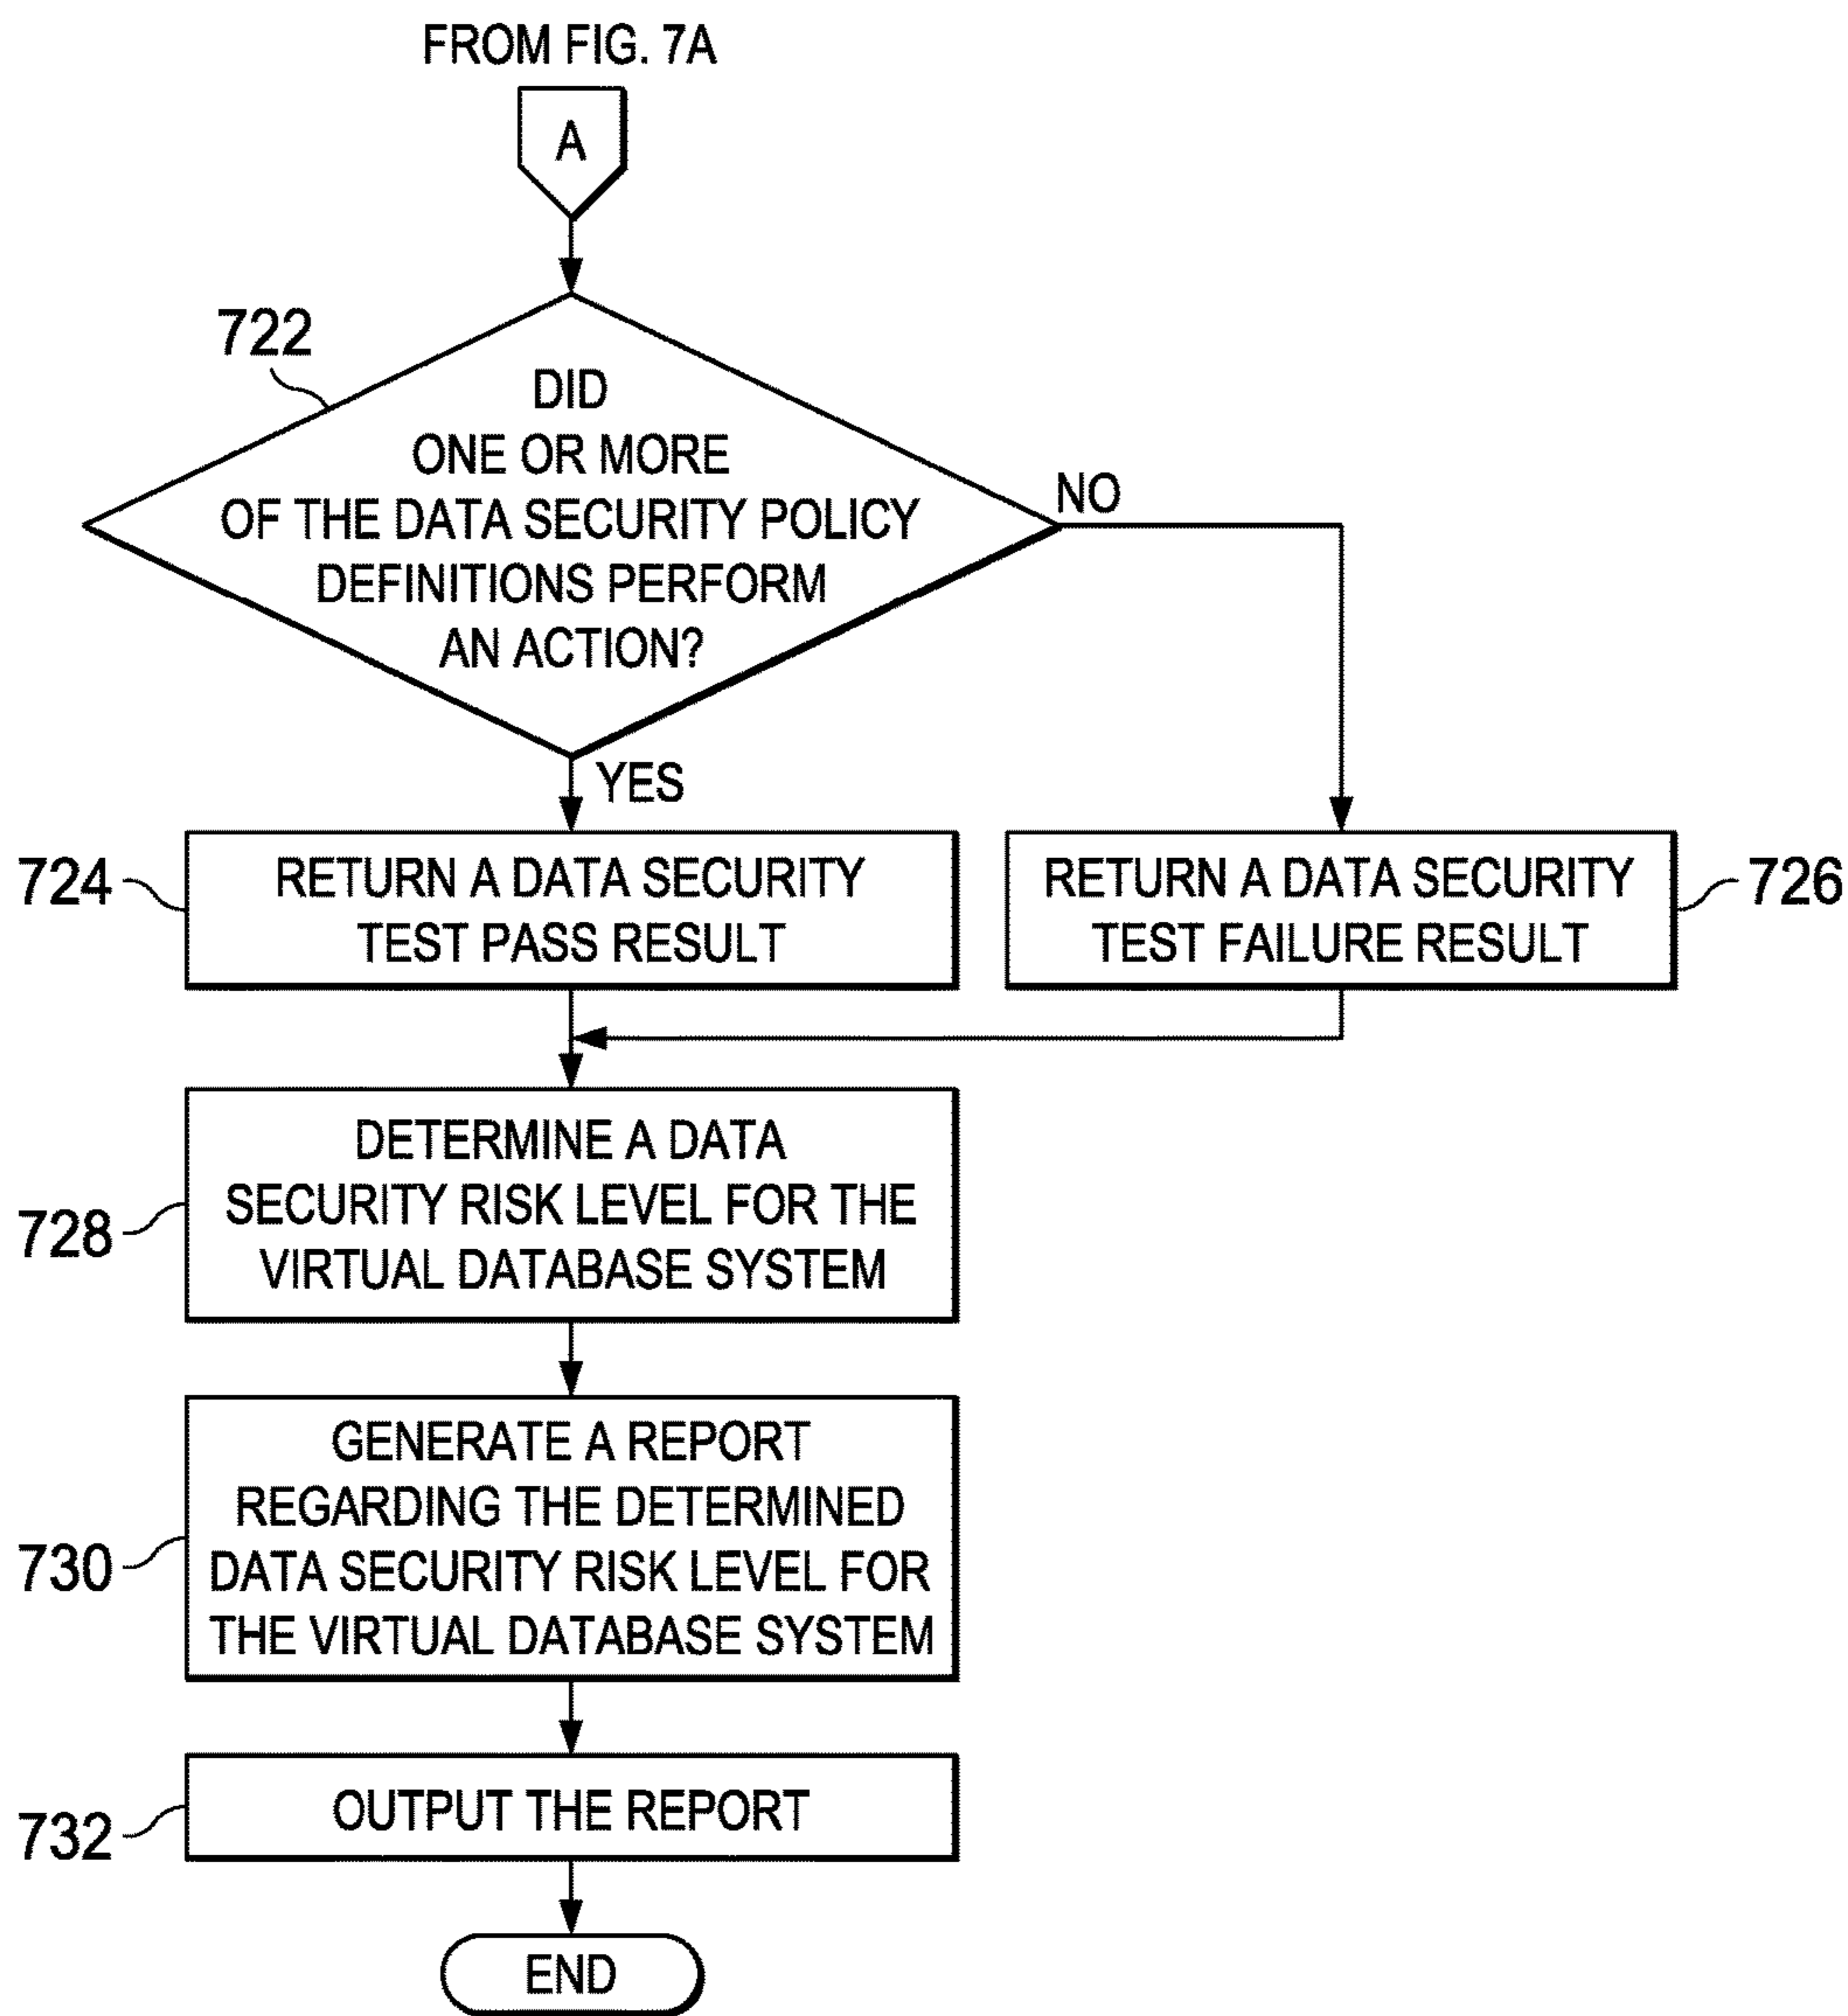 FROM FIG. 7A
A
722
DID
ONE OR MORE
OF THE DATA SECURITY POLICY
DEFINITIONS PERFORM
AN ACTION?
NO
YES
724
RETURN A DATA SECURITY
TEST PASS RESULT
RETURN A DATA SECURITY
TEST FAILURE RESULT
726
728
DETERMINE A DATA
SECURITY RISK LEVEL FOR THE
VIRTUAL DATABASE SYSTEM
730
GENERATE A REPORT
REGARDING THE DETERMINED
DATA SECURITY RISK LEVEL FOR
THE VIRTUAL DATABASE SYSTEM
732
OUTPUT THE REPORT
END